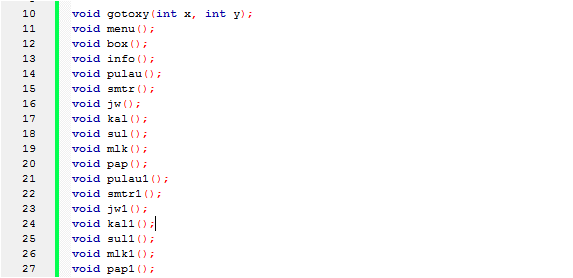 10 void gotoxy(int x, int y);
11 void menu();
12 void box();
13 void info();
14 void pulau();
15 void smtr();
16 void jw();
17 void kal();
18 void sul();
19 void mlk();
20 void pap();
21 void pulau1();
22 void smtr1();
23 void jw1();
24 void kal1();
25 void sul1();
26 void mlk1();
27 void pap1();